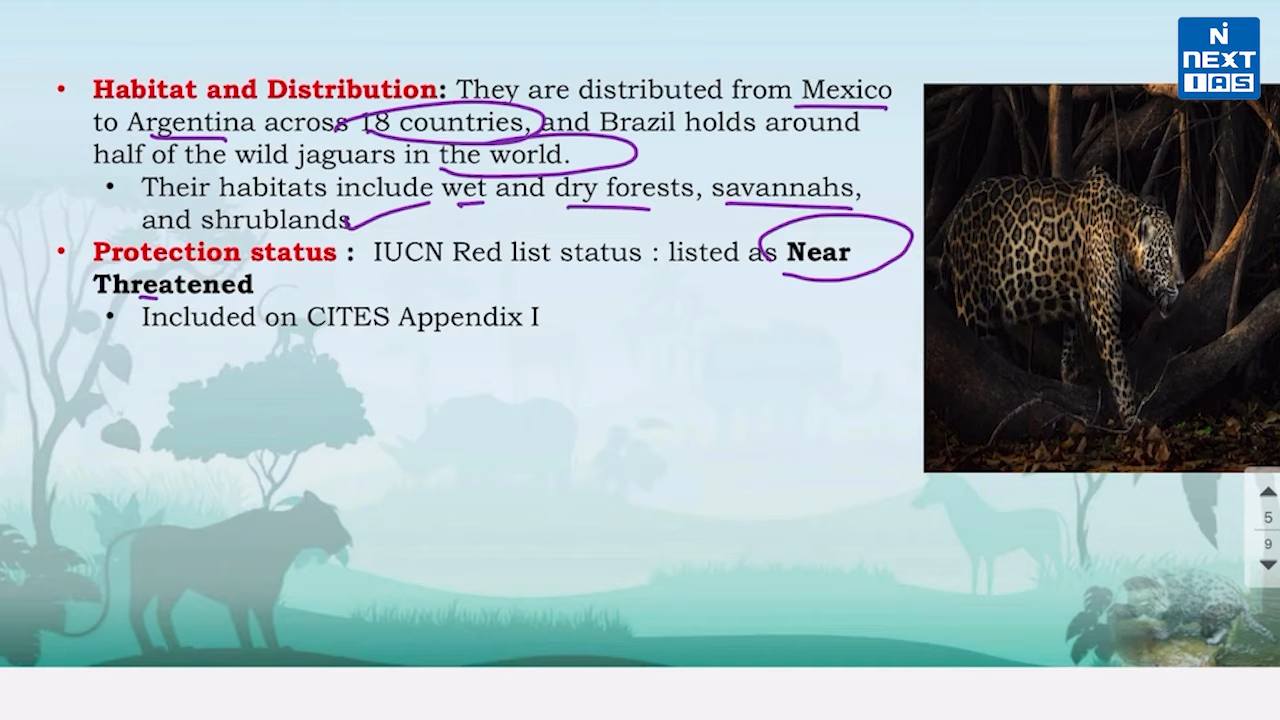 NEXT
IAS
• Habitat and Distribution: They are distributed from Mexico
to Argentina across 18 countries, and Brazil holds around
half of the wild jaguars in the world.
• Their habitats include wet and dry forests, savannahs,
and shrublands
• Protection status : IUCN Red list status : listed as Near
Threatened
• Included on CITES Appendix I
5
9